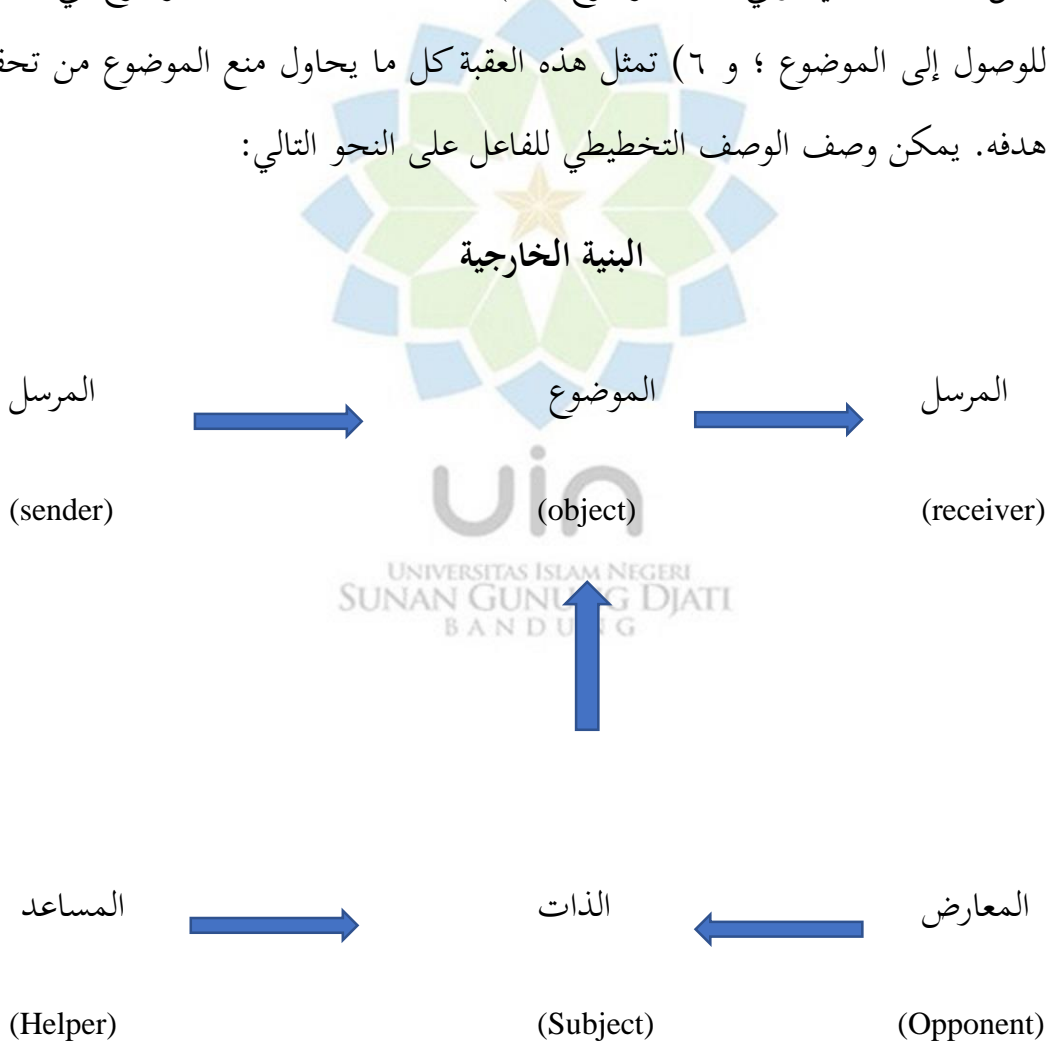 للوصول إلى الموضوع ؛ و ٦) تمثل هذه العقبة كل ما يحاول منع الموضوع من
هدفه. يمكن وصف الوصف التخطيطي للفاعل على النحو التالي:
البنية الخارجية
المرسل الموضوع المرسل
(sender) (object) (receiver)
uin
UNIVERSITAS ISLAM NEGERI
SUNAN GUNUNG DJATI
BANDUNG
المساعد الذات المعارض
(Helper) (Subject) (Opponent)